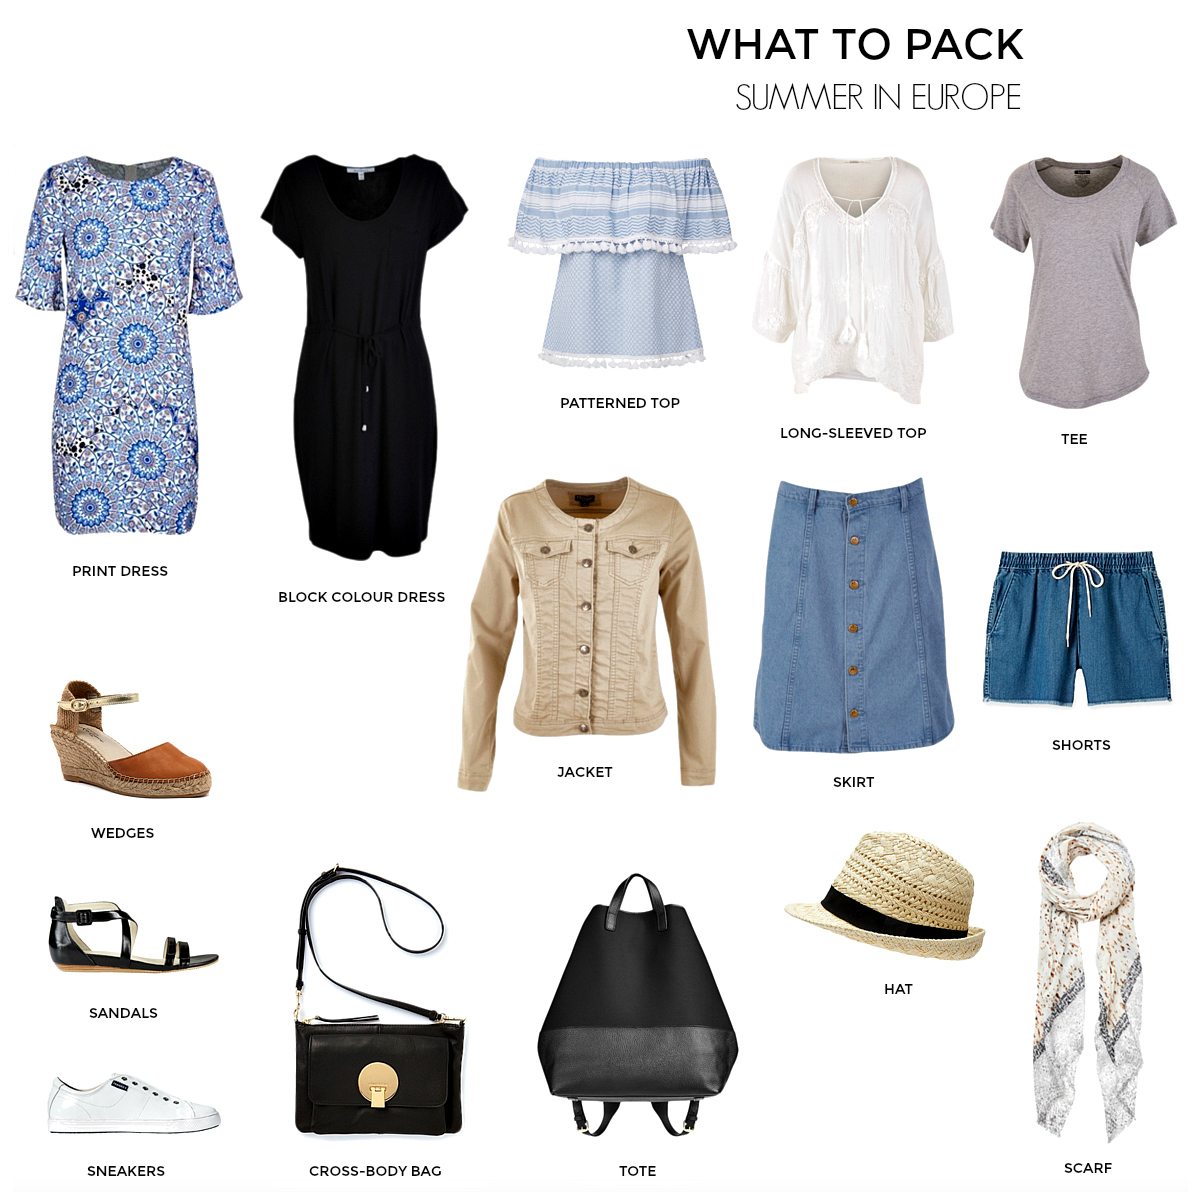 WHAT TO PACK
SUMMER IN EUROPE
PRINT DRESS
BLOCK COLOUR DRESS
PATTERNED TOP
LONG-SLEEVED TOP
TEE
JACKET
SKIRT
SHORTS
WEDGES
SANDALS
SNEAKERS
CROSS-BODY BAG
TOTE
HAT
SCARF